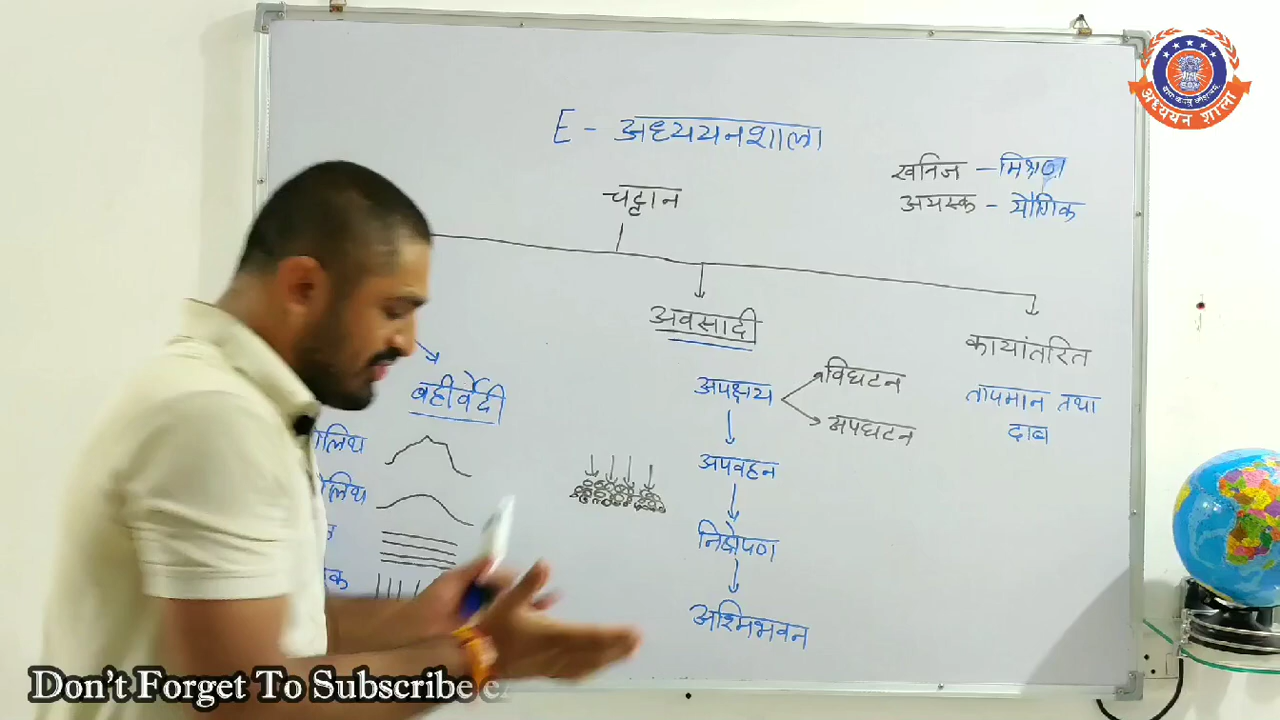 E - अध्ययनशाला
खनिज - मिश्रण
अयस्क - यौगिक
चट्टान
अवसादी
कायांतरित
तापमान तथा
दाब
अपक्षय
विघटन
अपघटन
अपवहन
निक्षेपण
अश्मिभवन
बहीर्वेदी
ोलिथ
ोलिथ
क
अध्ययन शाला
Don't Forget To Subscribe